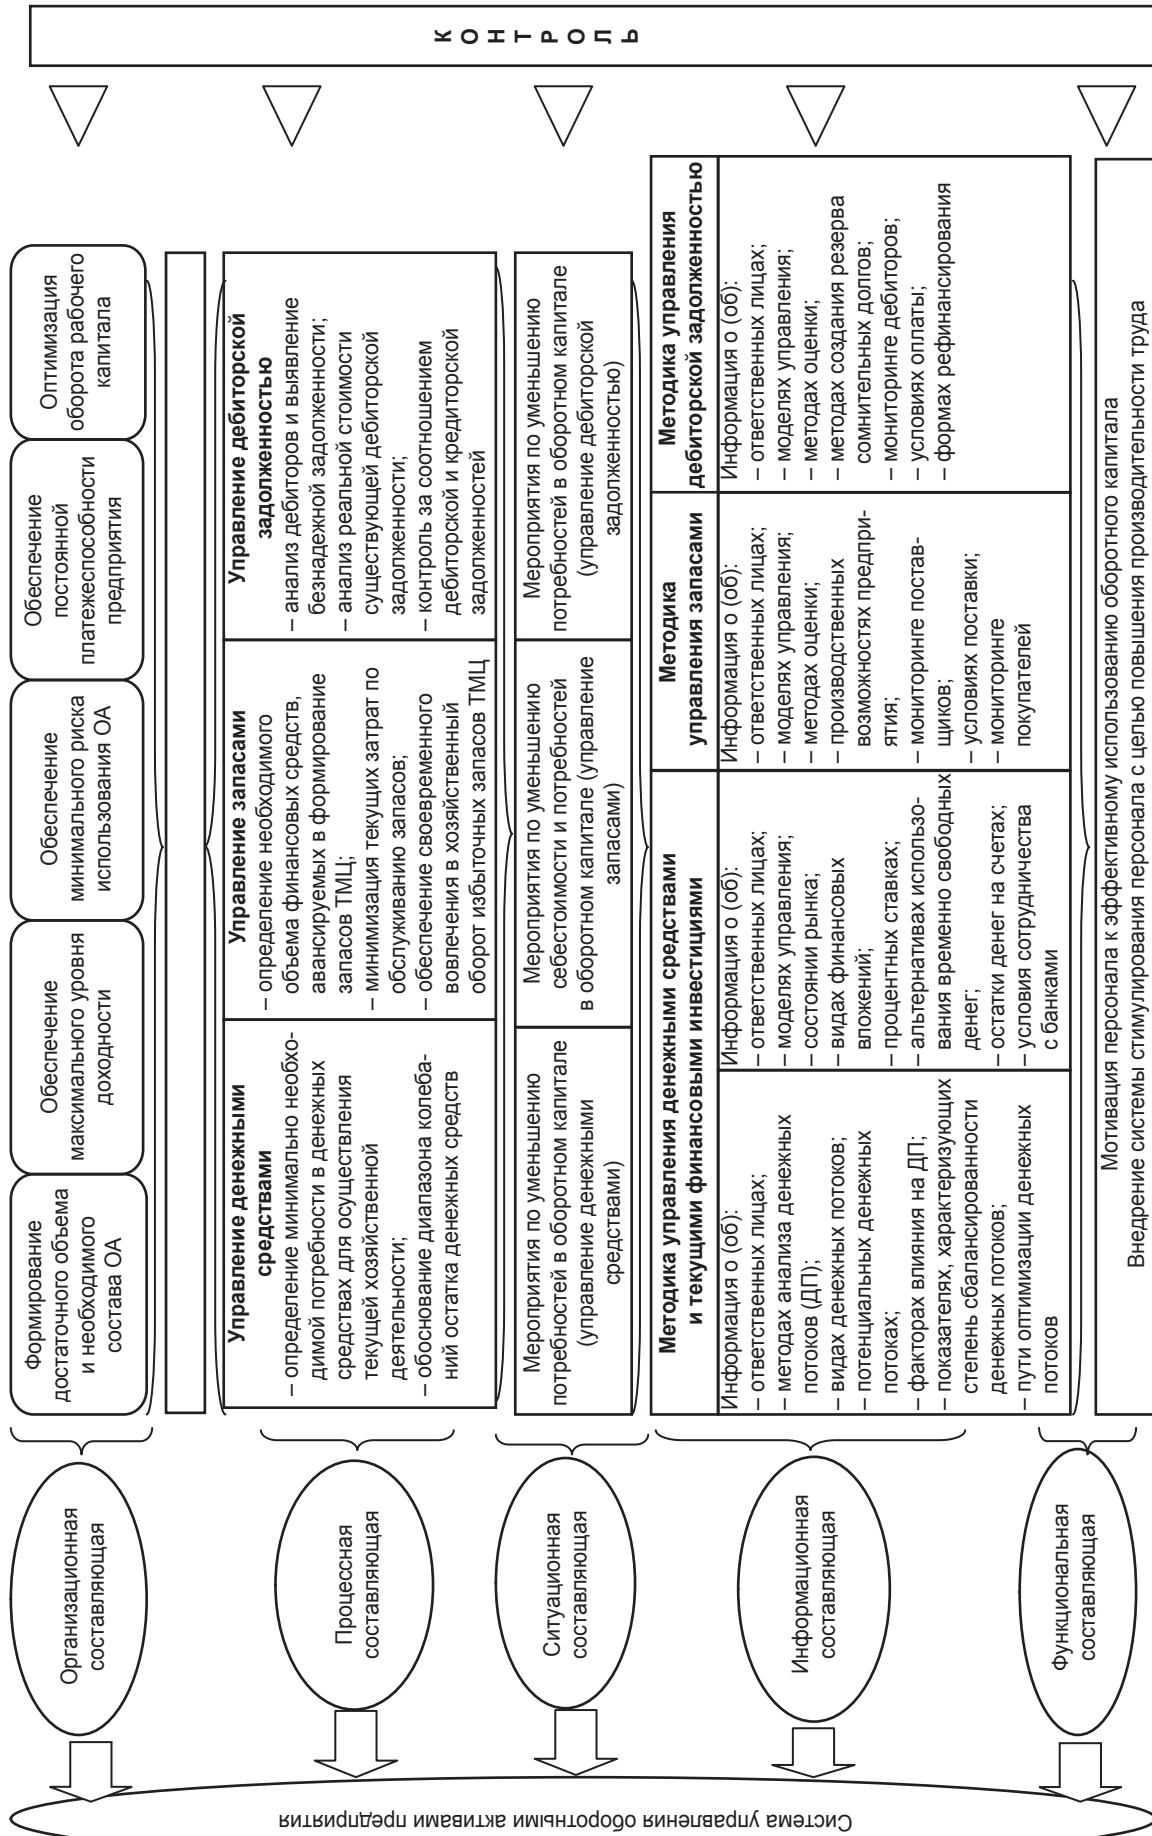 Система управления оборотными активами предприятия
Организационная
составляющая
Формирование
достаточного объема
и необходимого
состава ОА
Обеспечение
максимального уровня
доходности
Обеспечение
минимального риска
использования ОА
Обеспечение
постоянной
платежеспособности
предприятия
Оптимизация
оборота рабочего
капитала
Процессная
составляющая
Управление денежными
средствами
– определение минимально необхо-
димой потребности в денежных
средствах для осуществления
текущей хозяйственной
деятельности;
– обоснование диапазона колеба-
ний остатка денежных средств
Управление запасами
– определение необходимого
объема финансовых средств,
авансируемых в формирование
запасов ТМЦ;
– минимизация текущих затрат по
обслуживанию запасов;
– обеспечение своевременного
вовлечения в хозяйственный
оборот избыточных запасов ТМЦ
Управление дебиторской
задолженностью
– анализ дебиторов и выявление
безнадежной задолженности;
– анализ реальной стоимости
существующей дебиторской
задолженности;
– контроль за соотношением
дебиторской и кредиторской
задолженностей
Ситуационная
составляющая
Мероприятия по уменьшению
потребностей в оборотном капитале
(управление денежными
средствами)
Мероприятия по уменьшению
себестоимости и потребностей
в оборотном капитале (управление
запасами)
Мероприятия по уменьшению
потребностей в оборотном капитале
(управление дебиторской
задолженностью)
Информационная
составляющая
Методика управления денежными средствами
и текущими финансовыми инвестициями
Информация о (об):
– ответственных лицах;
– методах анализа денежных
потоков (ДП);
– видах денежных потоков;
– потенциальных денежных
потоках;
– факторах влияния на ДП;
– показателях, характеризующих
степень сбалансированности
денежных потоков;
– пути оптимизации денежных
потоков
Информация о (об):
– ответственных лицах;
– моделях управления;
– состоянии рынка;
– видах финансовых
вложений;
– процентных ставках;
– альтернативах использо-
вания временно свободных
денег;
– остатки денег на счетах;
– условия сотрудничества
с банками
Методика
управления запасами
Информация о (об):
– ответственных лицах;
– моделях управления;
– методах оценки;
– производственных
возможностях предпри-
ятия;
– мониторинге постав-
щиков;
– условиях поставки;
– мониторинге
покупателей
Методика управления
дебиторской задолженностью
Информация о (об):
– ответственных лицах;
– моделях управления;
– методах оценки;
– методах создания резерва
сомнительных долгов;
– мониторинге дебиторов;
– условиях оплаты;
– формах рефинансирования
Функциональная
составляющая
Мотивация персонала к эффективному использованию оборотного капитала
Внедрение системы стимулирования персонала с целью повышения производительности труда
КОНТРОЛЬ